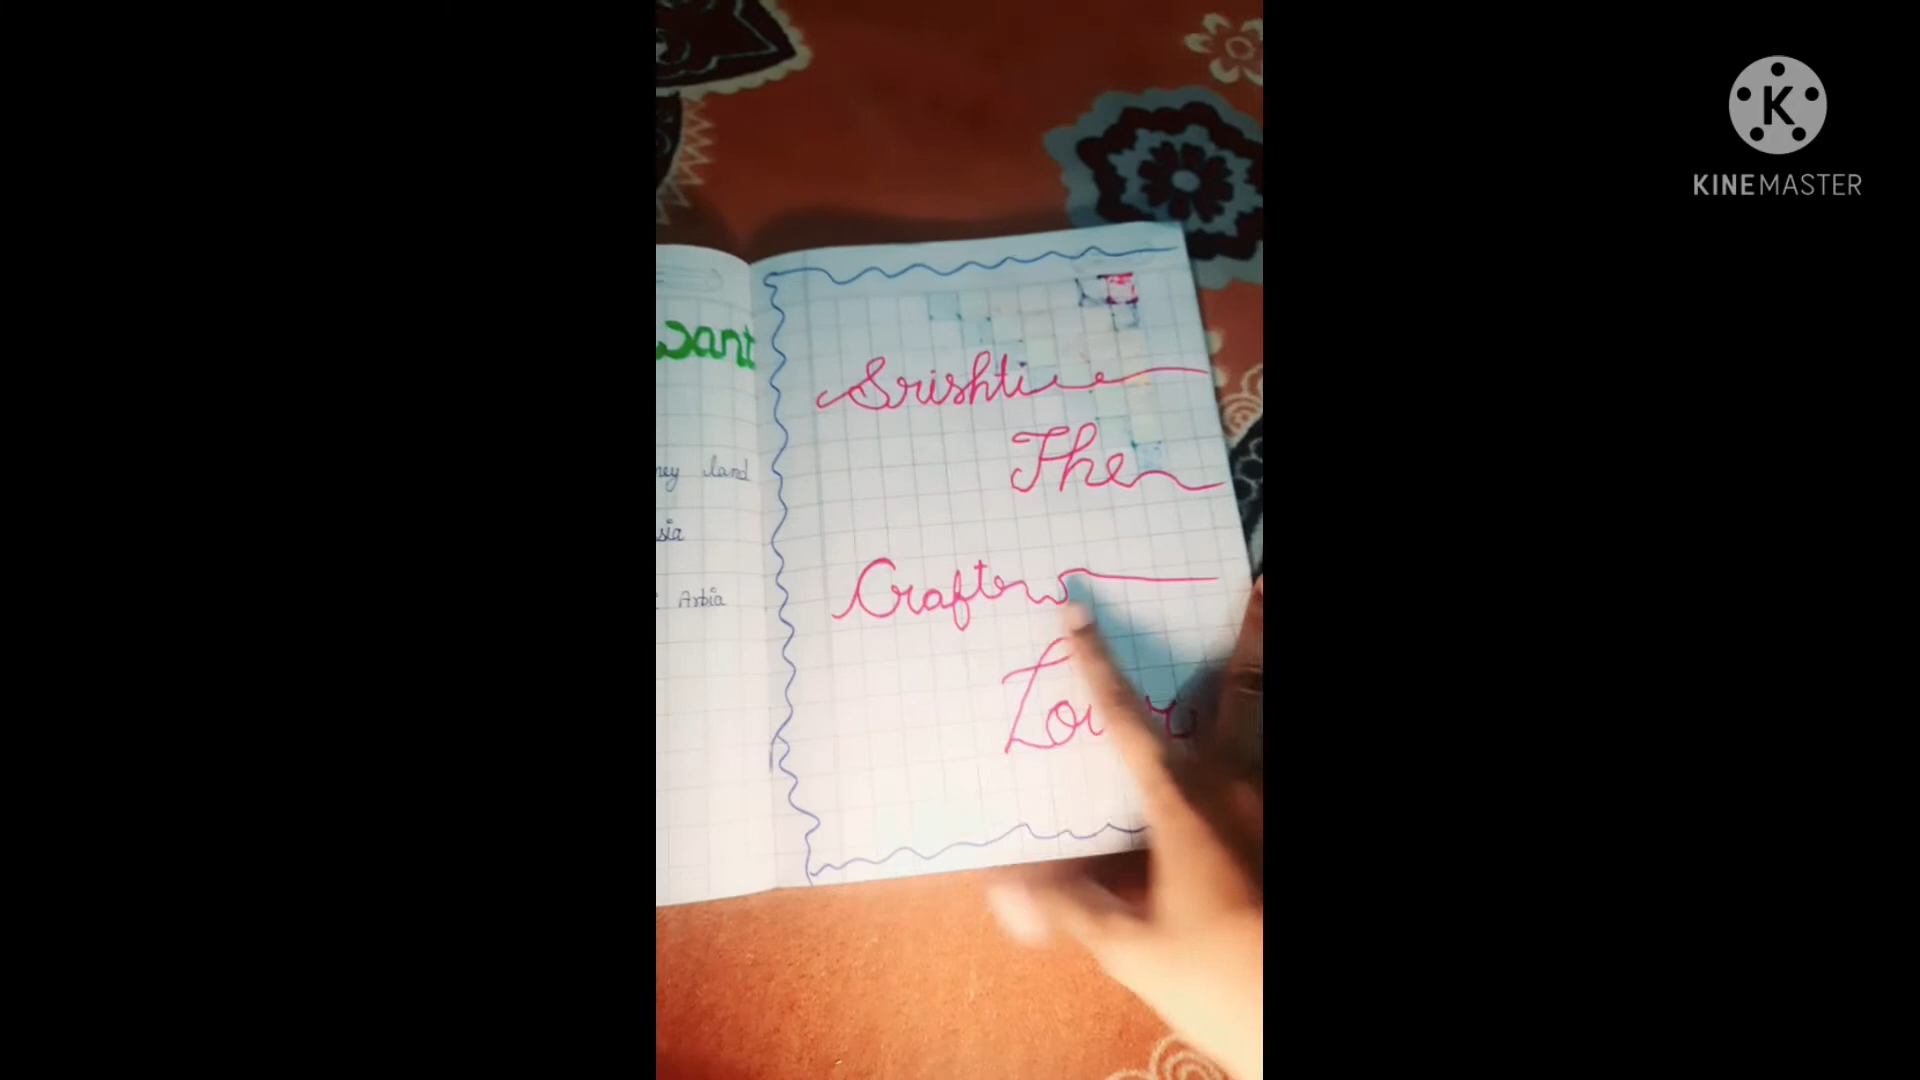 want
ney land
sia
Arbia
Srishti
The
Crafter
KINEMASTER